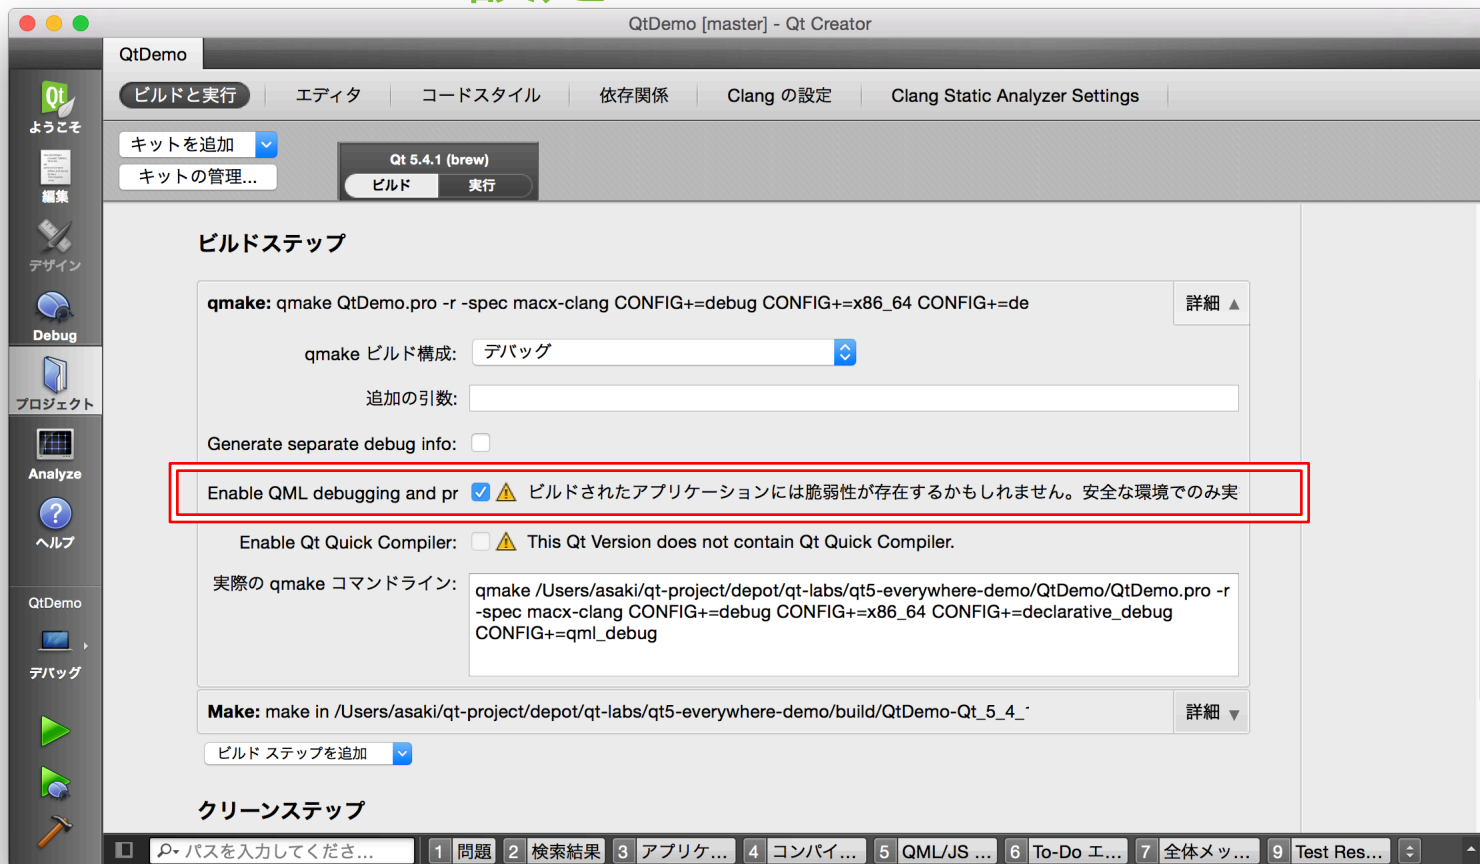 QtDemo [master] - Qt Creator
QtDemo
Qt
ようこそ
編集
デザイン
Debug
プロジェクト
Analyze
ヘルプ
QtDemo
デバッグ
ビルドと実行
エディタ
コードスタイル
依存関係
Clang の設定
Clang Static Analyzer Settings
キットを追加
キットの管理...
Qt 5.4.1 (brew)
ビルド
実行
ビルドステップ
qmake: qmake QtDemo.pro -r -spec macx-clang CONFIG+=debug CONFIG+=x86_64 CONFIG+=de
詳細
qmake ビルド構成: デバッグ
追加の引数:
Generate separate debug info:
Enable QML debugging and pr ビルドされたアプリケーションには脆弱性が存在するかもしれません。安全な環境でのみ実
Enable Qt Quick Compiler: This Qt Version does not contain Qt Quick Compiler.
実際の qmake コマンドライン:
qmake /Users/asaki/qt-project/depot/qt-labs/qt5-everywhere-demo/QtDemo/QtDemo.pro -r
-spec macx-clang CONFIG+=debug CONFIG+=x86_64 CONFIG+=declarative_debug
CONFIG+=qml_debug
Make: make in /Users/asaki/qt-project/depot/qt-labs/qt5-everywhere-demo/build/QtDemo-Qt_5_4_
詳細
ビルド ステップを追加
クリーンステップ
パスを入力してくださ...
1 問題
2 検索結果
3 アプリケ...
4 コンパイ...
5 QML/JS ...
6 To-Do エ...
7 全体メッ...
9 Test Res...